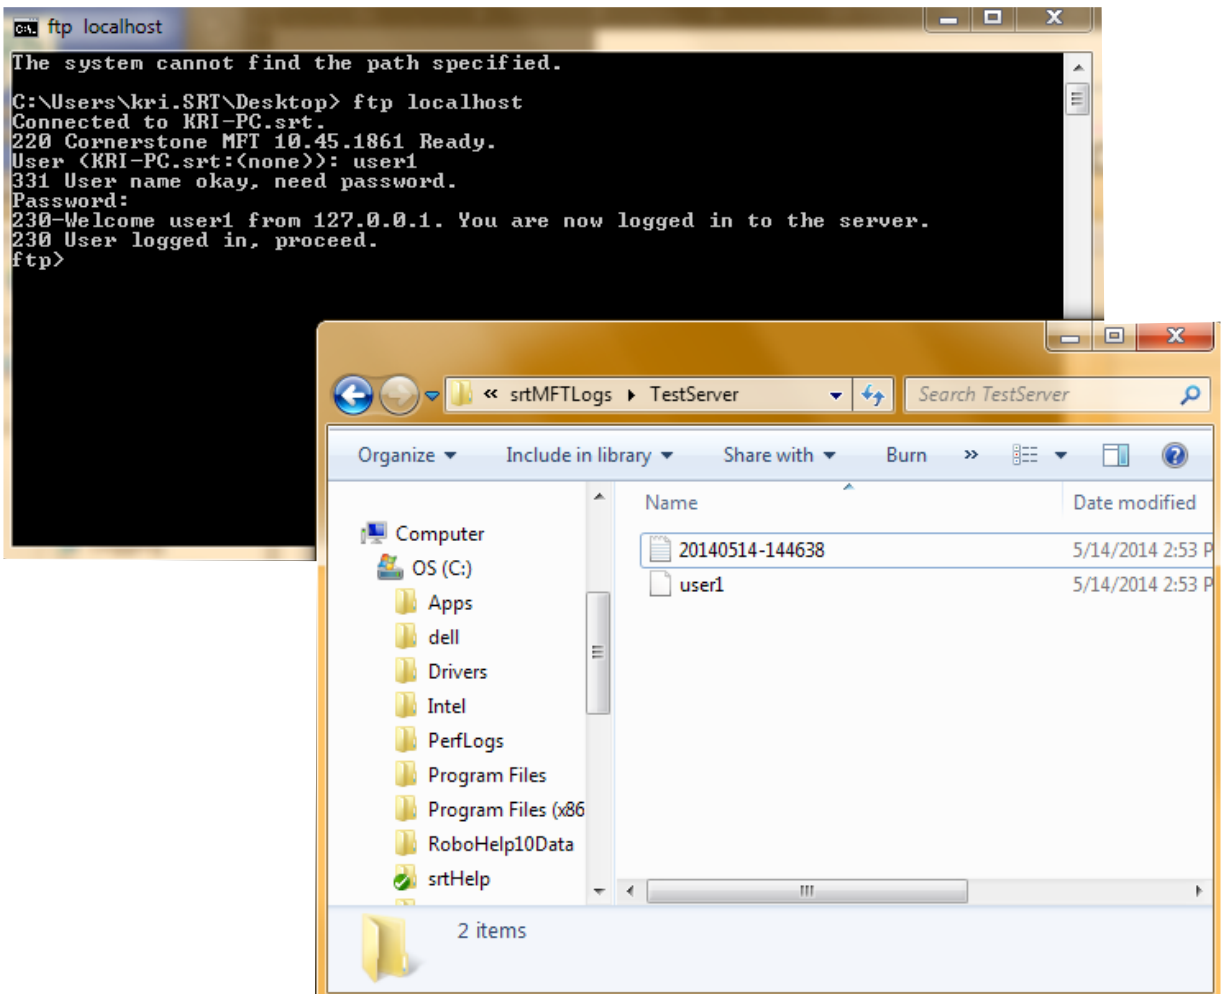 ftp localhost
The system cannot find the path specified.
C:\Users\kri.SRT\Desktop> ftp localhost
Connected to KRI-PC.srt.
220 Cornerstone MFT 10.45.1861 Ready.
User (KRI-PC.srt:(none)): user1
331 User name okay, need password.
Password:
230-Welcome user1 from 127.0.0.1. You are now logged in to the server.
230 User logged in, proceed.
ftp>
« srtMFTLogs TestServer Search TestServer
Organize Include in library Share with Burn »
Name Date modified
Computer
20140514-144638 5/14/2014 2:53 P
OS (C:)
user1 5/14/2014 2:53 P
Apps
dell
Drivers
Intel
PerfLogs
Program Files
Program Files (x86
RoboHelp10Data
srtHelp
2 items